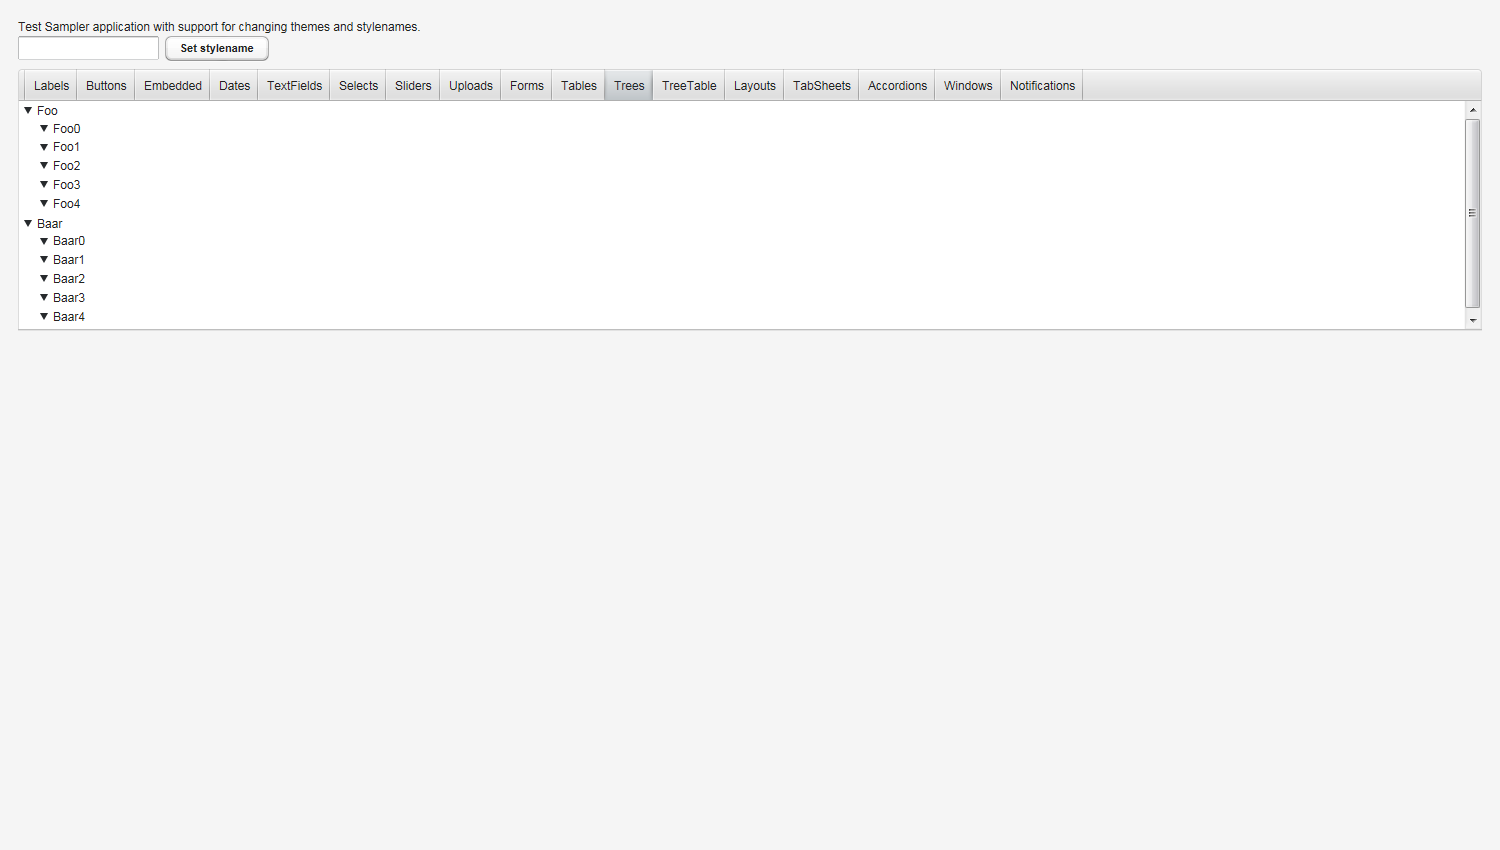 Test Sampler application with support for changing themes and stylenames.
Set stylename
Labels Buttons Embedded Dates TextFields Selects Sliders Uploads Forms Tables Trees TreeTable Layouts TabSheets Accordions Windows Notifications
Foo
Foo0
Foo1
Foo2
Foo3
Foo4
Baar
Baar0
Baar1
Baar2
Baar3
Baar4